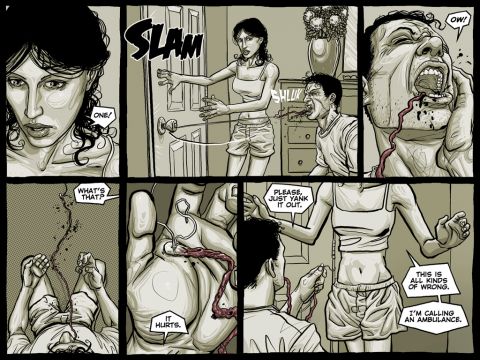 ONE!
SLAM
SHLUK
OW!
WHAT'S
THAT?
IT
HURTS.
PLEASE,
JUST YANK
IT OUT.
THIS IS
ALL KINDS
OF WRONG.
I'M CALLING
AN AMBULANCE.